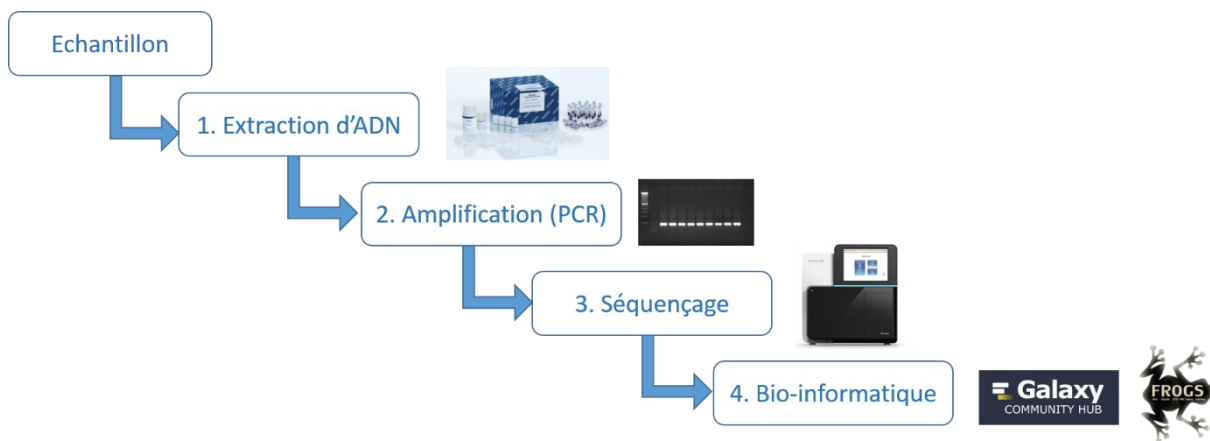 Echantillon
1. Extraction d’ADN
2. Amplification (PCR)
3. Séquençage
4. Bio-informatique
Galaxy
COMMUNITY HUB
FROGS